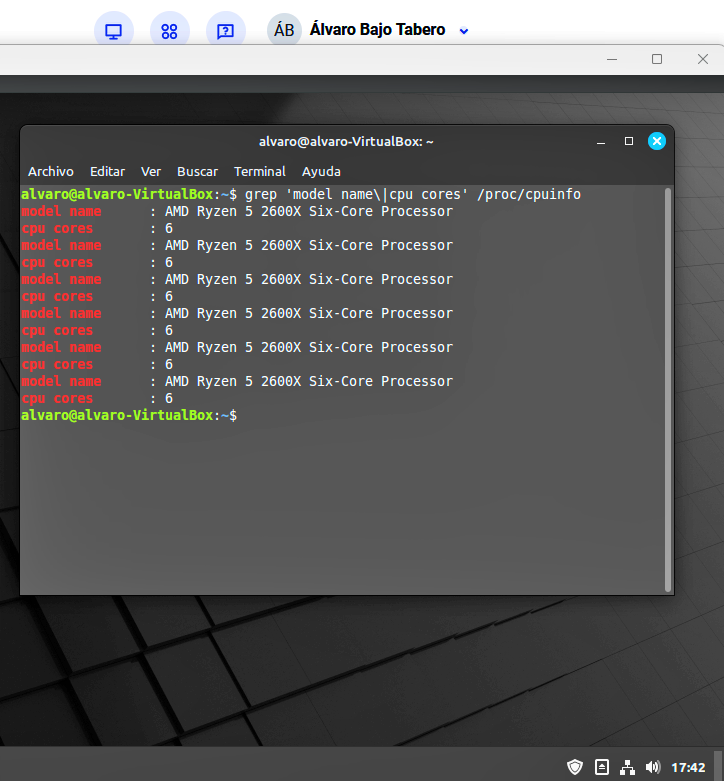 ÁB Álvaro Bajo Tabero
alvaro@alvaro-VirtualBox: ~
Archivo Editar Ver Buscar Terminal Ayuda
alvaro@alvaro-VirtualBox:~$ grep 'model name\|cpu cores' /proc/cpuinfo
model name : AMD Ryzen 5 2600X Six-Core Processor
cpu cores : 6
model name : AMD Ryzen 5 2600X Six-Core Processor
cpu cores : 6
model name : AMD Ryzen 5 2600X Six-Core Processor
cpu cores : 6
model name : AMD Ryzen 5 2600X Six-Core Processor
cpu cores : 6
model name : AMD Ryzen 5 2600X Six-Core Processor
cpu cores : 6
model name : AMD Ryzen 5 2600X Six-Core Processor
cpu cores : 6
alvaro@alvaro-VirtualBox:~$
17:42